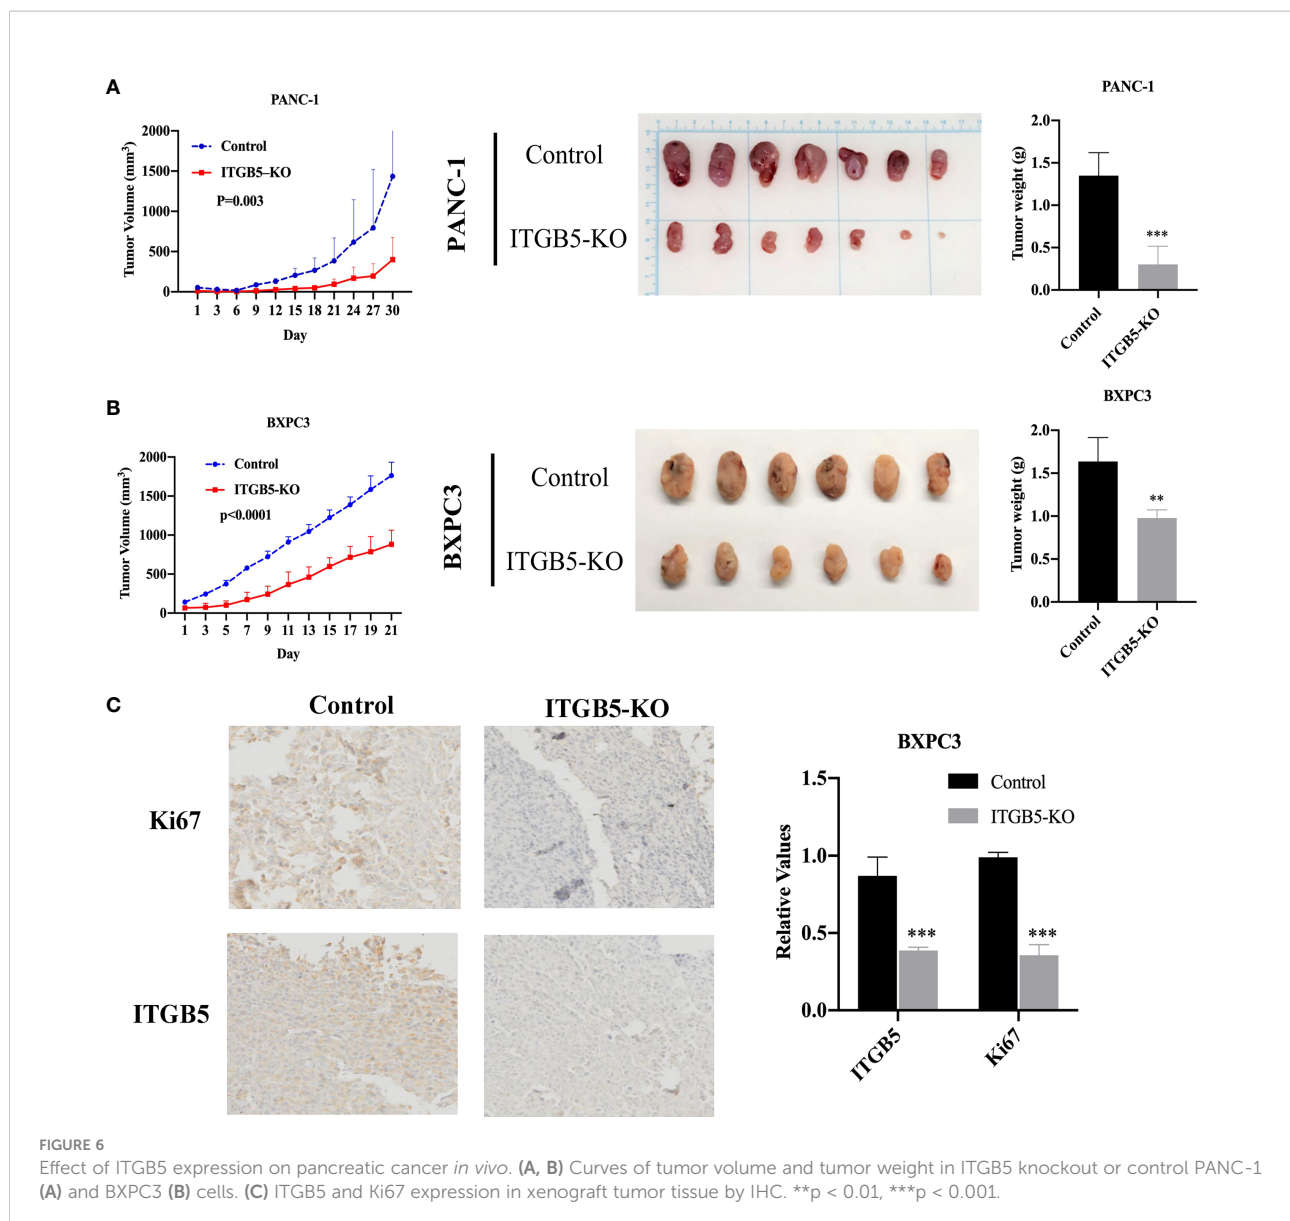 A
PANC-1
Tumor Volume (mm3)
2000
1500
1000
500
0
Control
ITGB5–KO
P=0.003
1 3 6 9 12 15 18 21 24 27 30
Day
PANC-1
Control
ITGB5-KO
PANC-1
Tumor weight (g)
2.0
1.5
1.0
0.5
0.0
***
Control
ITGB5-KO
B
BXPC3
Tumor Volume (mm3)
2000
1500
1000
500
0
Control
ITGB5-KO
p<0.0001
1 3 5 7 9 11 13 15 17 19 21
Day
BXPC3
Control
ITGB5-KO
BXPC3
Tumor weight (g)
2.0
1.5
1.0
0.5
0.0
**
Control
ITGB5-KO
C
Control
ITGB5-KO
Ki67
ITGB5
BXPC3
Relative Values
1.5
1.0
0.5
0.0
Control
ITGB5-KO
***
***
ITGB5
Ki67
FIGURE 6
Effect of ITGB5 expression on pancreatic cancer in vivo. (A, B) Curves of tumor volume and tumor weight in ITGB5 knockout or control PANC-1
(A) and BXPC3 (B) cells. (C) ITGB5 and Ki67 expression in xenograft tumor tissue by IHC. **p < 0.01, ***p < 0.001.